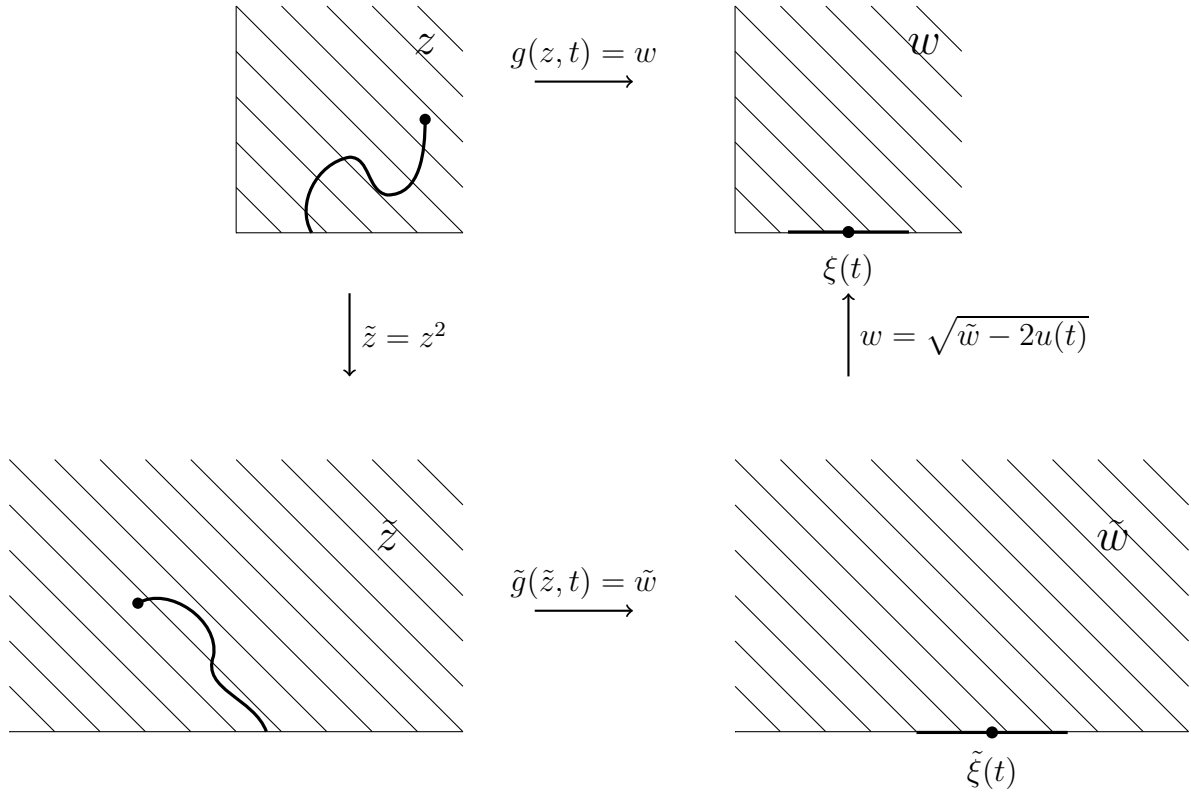 z
g(z, t) = w
w
ξ(t)
z̃ = z²
w = √(w̃ − 2u(t))
z̃
g̃(z̃, t) = w̃
w̃
ξ̃(t)